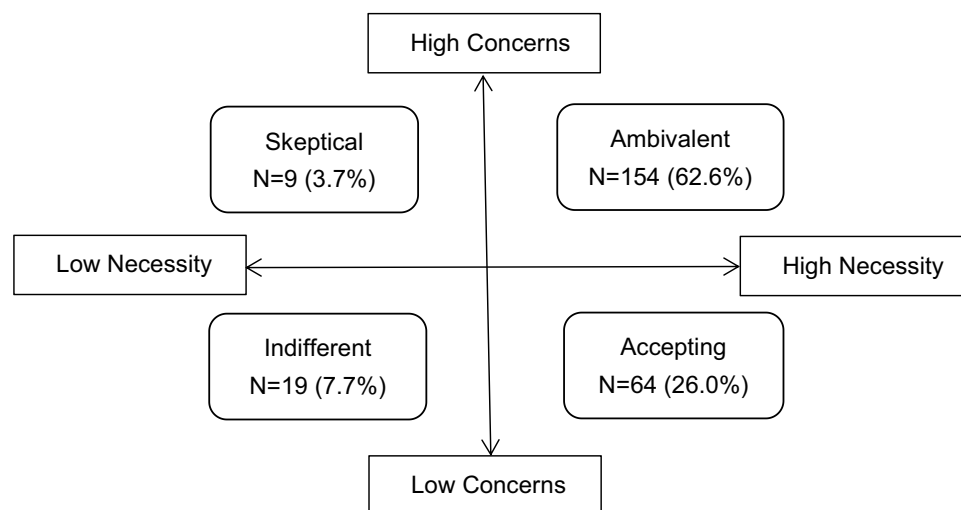 High Concerns
Skeptical
N=9 (3.7%)
Ambivalent
N=154 (62.6%)
Low Necessity
High Necessity
Indifferent
N=19 (7.7%)
Accepting
N=64 (26.0%)
Low Concerns